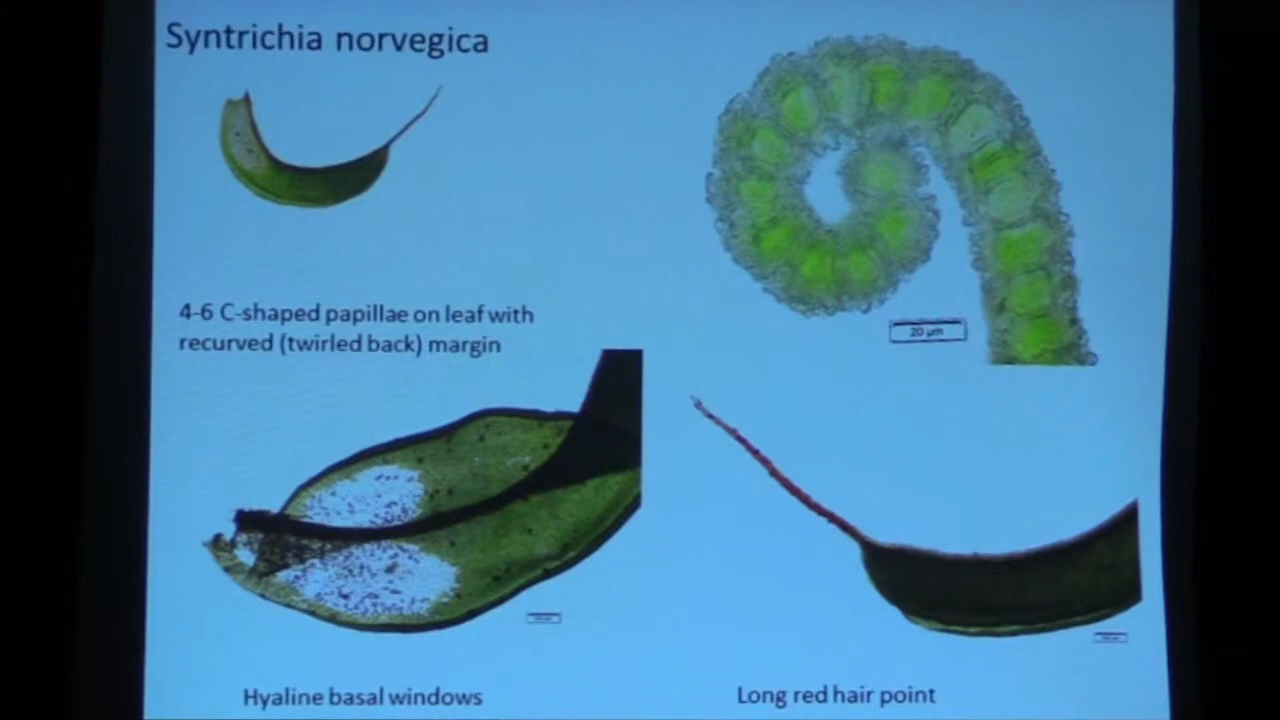 Syntrichia norvegica
4-6 C-shaped papillae on leaf with
recurved (twirled back) margin
20 µm
Hyaline basal windows
Long red hair point